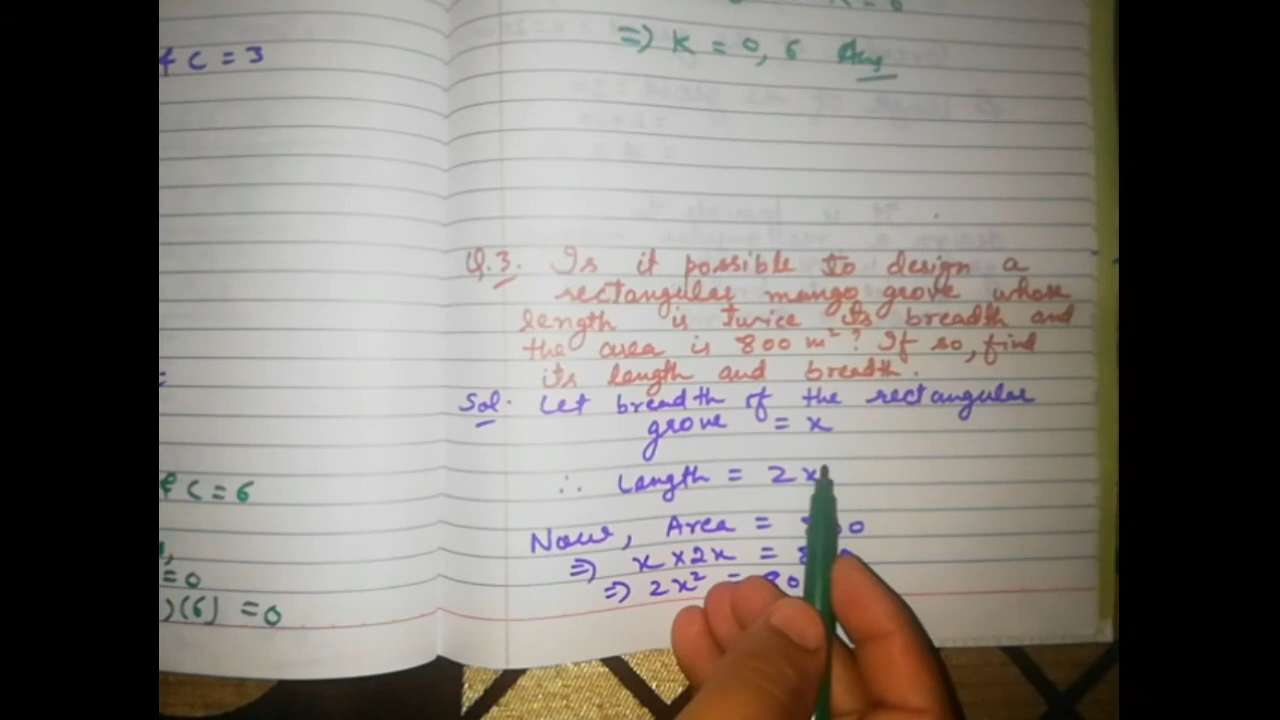 C = 3
C = 6
= 0
)(6) = 0
⇒ K = 0, 6 Ans
Q.3. Is it possible to design a
rectangular mango grove whose
length is twice its breadth and
the area is 800 m²? If so, find
its length and breadth.
Sol. Let breadth of the rectangular
grove = x
∴ Length = 2x
Now, Area =
⇒ x × 2x =
⇒ 2x² =